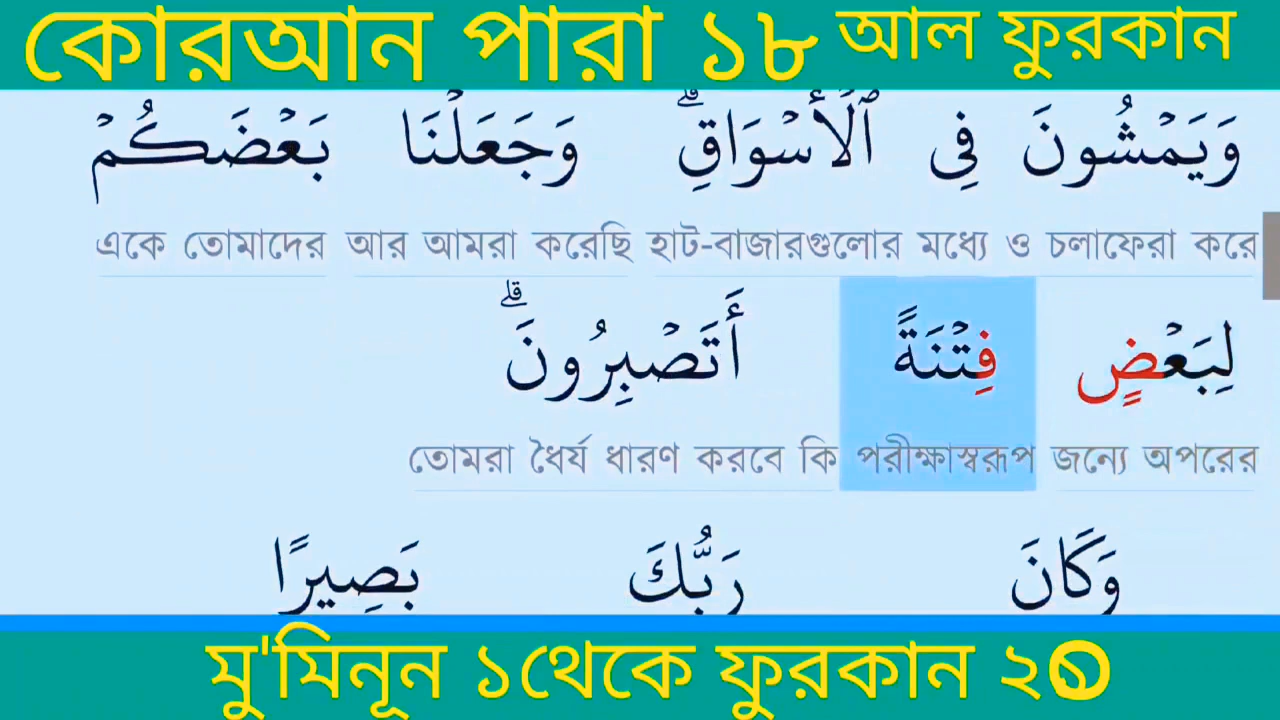 কোরআন পারা ১৮ আল ফুরকান
وَيَمْشُونَ فِى ٱلْأَسْوَاقِ ۗ وَجَعَلْنَا بَعْضَكُمْ
একে তোমাদের আর আমরা করেছি হাট-বাজারগুলোর মধ্যে ও চলাফেরা করে
لِبَعْضٍ فِتْنَةً أَتَصْبِرُونَ ۗ
তোমরা ধৈর্য ধারণ করবে কি পরীক্ষাস্বরূপ জন্যে অপরের
وَكَانَ رَبُّكَ بَصِيرًا
মু'মিনূন ১থেকে ফুরকান ২০